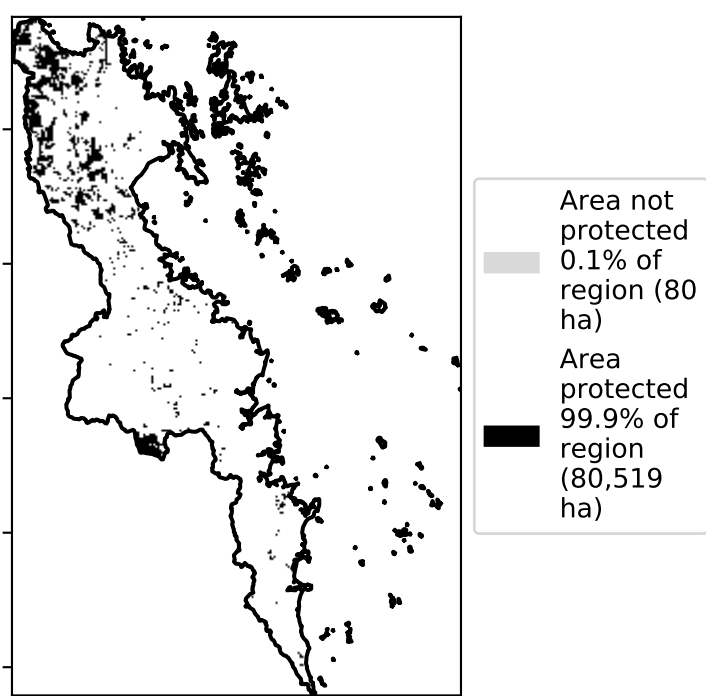 Area not
protected
0.1% of
region (80
ha)
Area
protected
99.9% of
region
(80,519
ha)